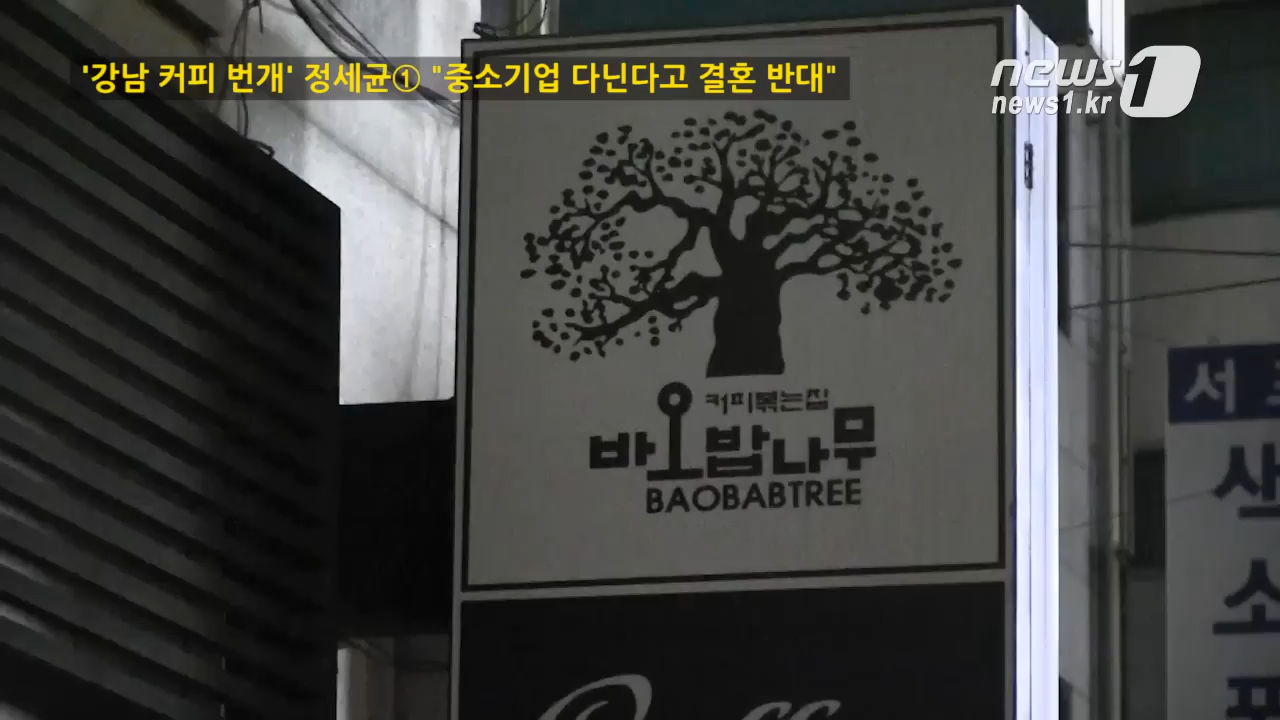 '강남 커피 번개' 정세균① "중소기업 다닌다고 결혼 반대"
news1
news1.kr
커피볶는집
바오밥나무
BAOBABTREE
서
산
소